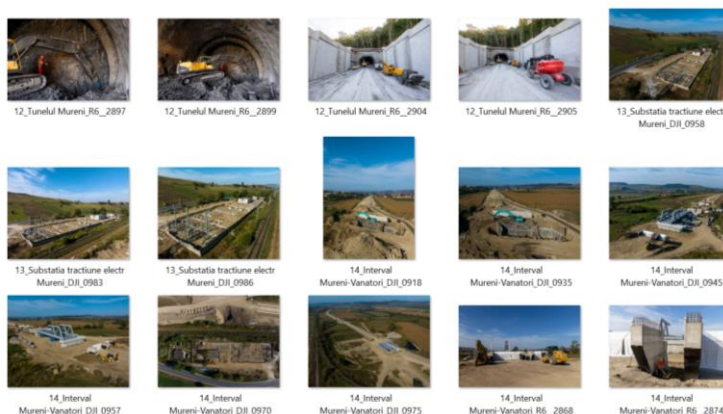 12_Tunelul Mureni_R6__2897
12_Tunelul Mureni_R6__2899
12_Tunelul Mureni_R6__2904
12_Tunelul Mureni_R6__2905
13_Substatia tractiune elect
Mureni_DJI_0958
13_Substatia tractiune electr
Mureni_DJI_0983
13_Substatia tractiune electr
Mureni_DJI_0986
14_Interval
Mureni-Vanatori_DJI_0918
14_Interval
Mureni-Vanatori_DJI_0935
14_Interval
Mureni-Vanatori_DJI_0945
14_Interval
Mureni-Vanatori_DJI_0957
14_Interval
Mureni-Vanatori_DJI_0970
14_Interval
Mureni-Vanatori_DJI_0975
14_Interval
Mureni-Vanatori_R6__2868
14_Interval
Mureni-Vanatori_R6__2874